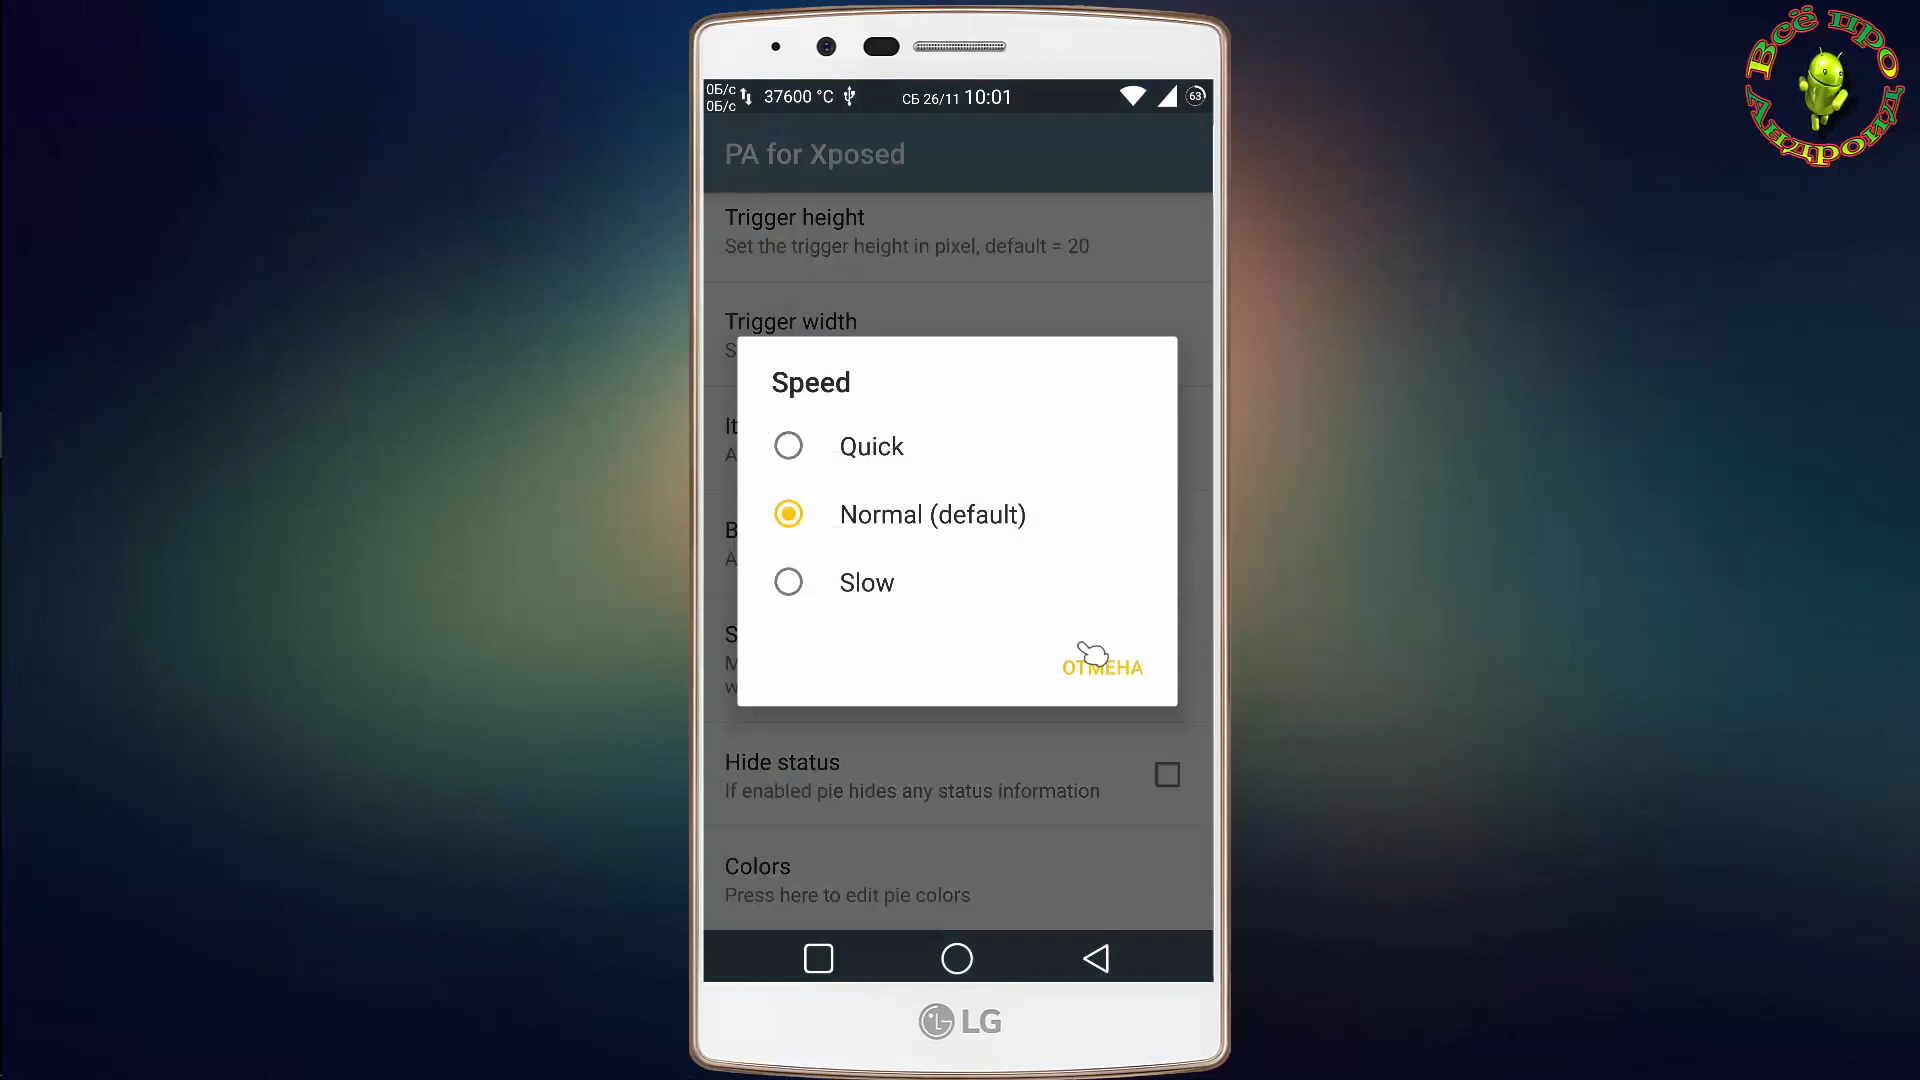 Всё про Андроид
0Б/с
0Б/с
37600 °C
СБ 26/11 10:01
63
PA for Xposed
Trigger height
Set the trigger height in pixel, default = 20
Trigger width
S
Speed
It
A
Quick
B
A
Normal (default)
Slow
S
M
w
ОТМЕНА
Hide status
If enabled pie hides any status information
Colors
Press here to edit pie colors
LG